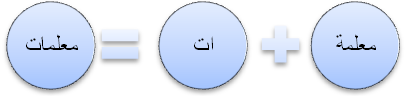 معلمة + ات = معلمات